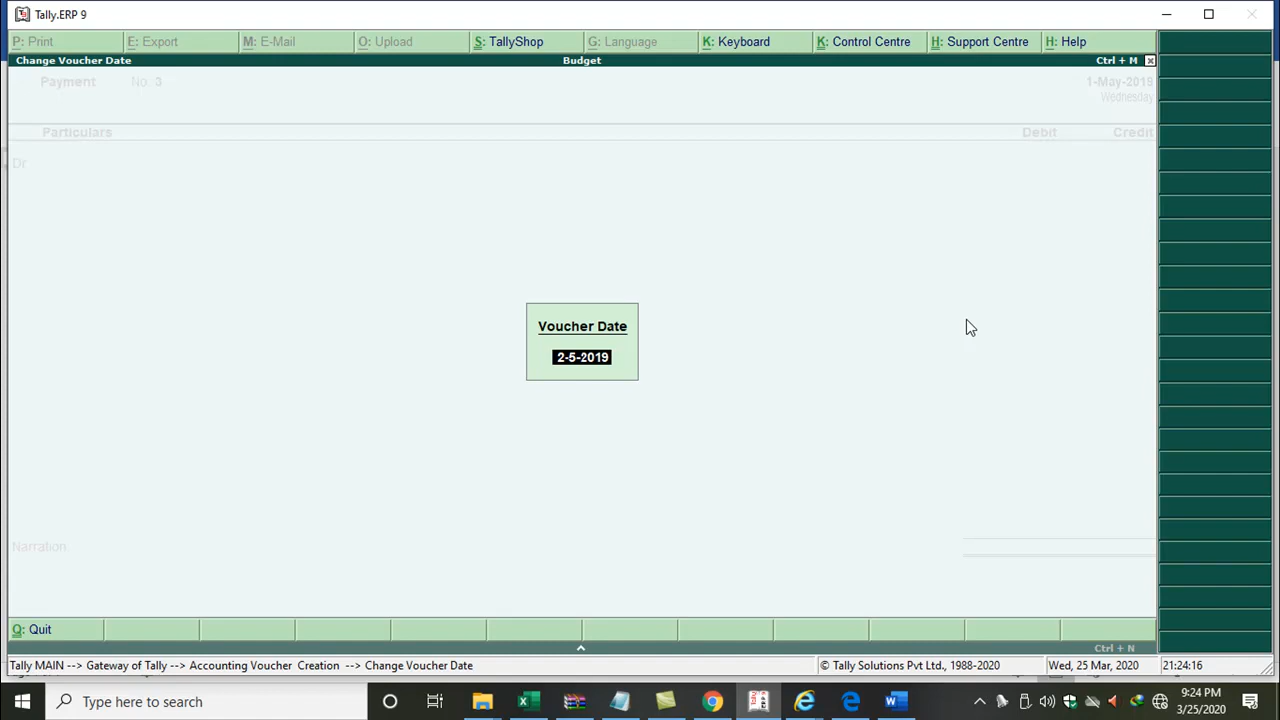 Tally.ERP 9
P: Print E: Export M: E-Mail O: Upload S: TallyShop G: Language K: Keyboard K: Control Centre H: Support Centre H: Help
Change Voucher Date Budget Ctrl + M
Payment No. 3 1-May-2019
Wednesday
Particulars Debit Credit
Dr
Voucher Date
2-5-2019
Narration
Q: Quit
Ctrl + N
Tally MAIN --> Gateway of Tally --> Accounting Voucher Creation --> Change Voucher Date © Tally Solutions Pvt Ltd., 1988-2020 Wed, 25 Mar, 2020 21:24:16
Type here to search
9:24 PM
3/25/2020